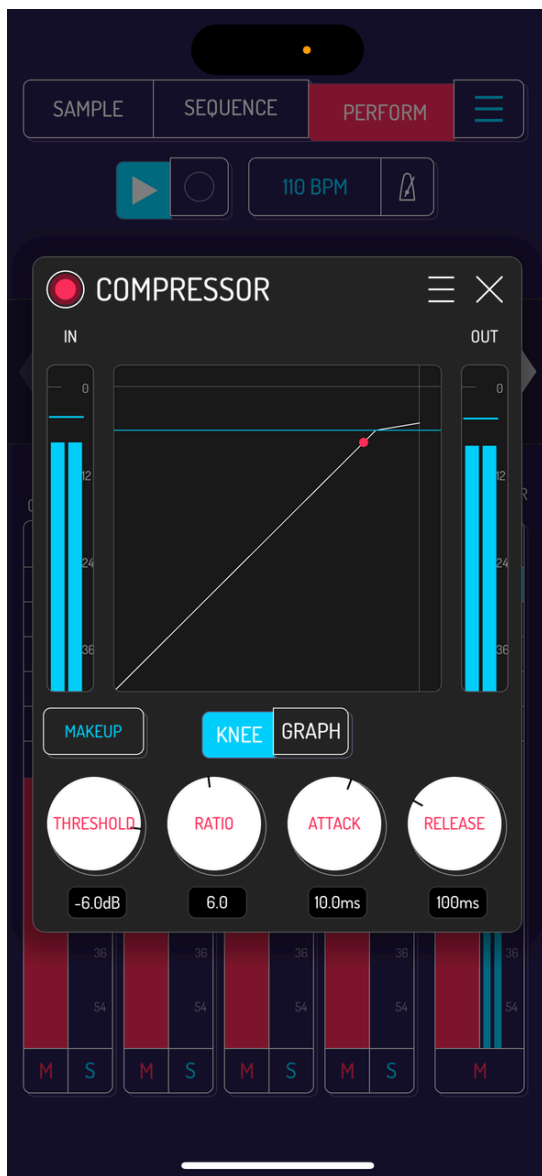 SAMPLE SEQUENCE PERFORM
110 BPM
COMPRESSOR
IN OUT
0 0
12 12
24 24
36 36
R
MAKEUP KNEE GRAPH
THRESHOLD RATIO ATTACK RELEASE
-6.0dB 6.0 10.0ms 100ms
36 36 36 36 36
54 54 54 54 54
M S M S M S M S M